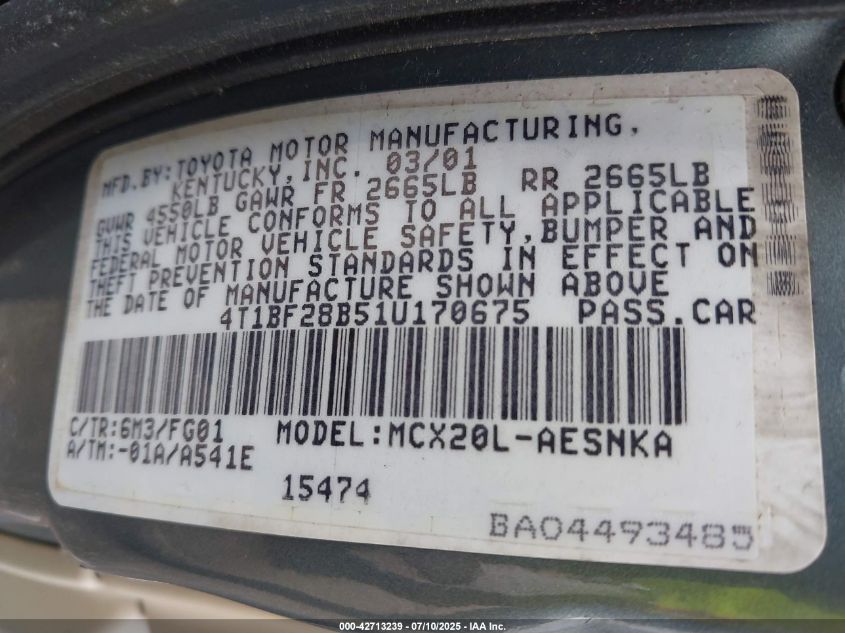 MFD.BY:TOYOTA MOTOR MANUFACTURING,
KENTUCKY,INC. 03/01
GVWR 4550LB GAWR FR 2665LB RR 2665LB
THIS VEHICLE CONFORMS TO ALL APPLICABLE
FEDERAL MOTOR VEHICLE SAFETY,BUMPER AND
THEFT PREVENTION STANDARDS IN EFFECT ON
THE DATE OF MANUFACTURE SHOWN ABOVE
4T1BF28B51U170675 PASS.CAR
C/TR:6M3/FG01 MODEL:MCX20L-AESNKA
A/TM:-01A/A541E
15474
BA04493485
000-42713239 - 07/10/2025 - IAA Inc.